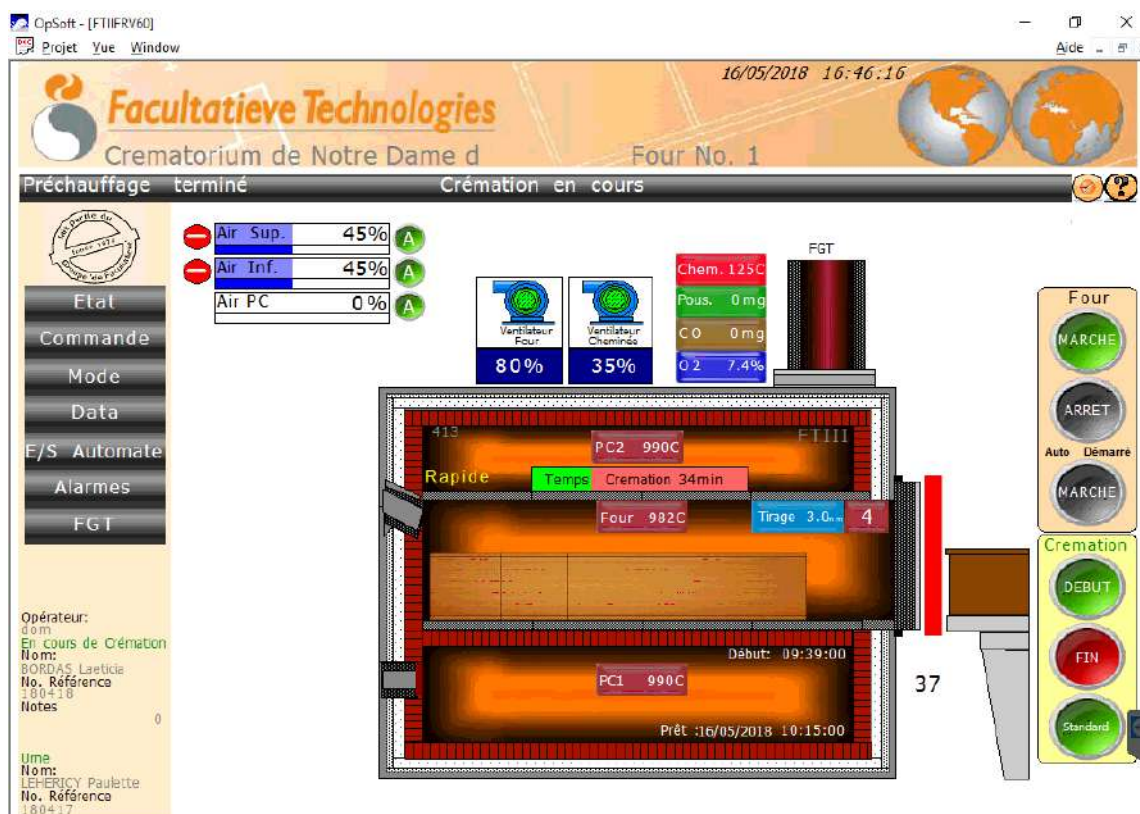 OpSoft - [FTIIFRV60]
Projet Vue Window
Aide
Facultatieve Technologies
16/05/2018 16:46:16
Crematorium de Notre Dame d
Four No. 1
Préchauffage terminé
Crémation en cours
?
Etat
Commande
Mode
Data
E/S Automate
Alarmes
FGT
Opérateur:
dom
En cours de Crémation
Nom:
BORDAS Laeticia
No. Référence
180418
Notes
0
Urne
Nom:
LEHERICY Paulette
No. Référence
180417
Air Sup. 45% A
Air Inf. 45% A
Air PC 0% A
Ventilateur
Four
80%
Ventilateur
Cheminée
35%
Chem. 125C
Pous. 0mg
CO 0mg
O2 7.4%
FGT
413
FTIII
PC2 990C
Rapide
Temps Cremation 34min
Four 982C
Tirage 3.0mm
4
Début: 09:39:00
PC1 990C
Prêt :16/05/2018 10:15:00
37
Four
MARCHE
ARRET
Auto Démarré
MARCHE
Cremation
DEBUT
FIN
Standard